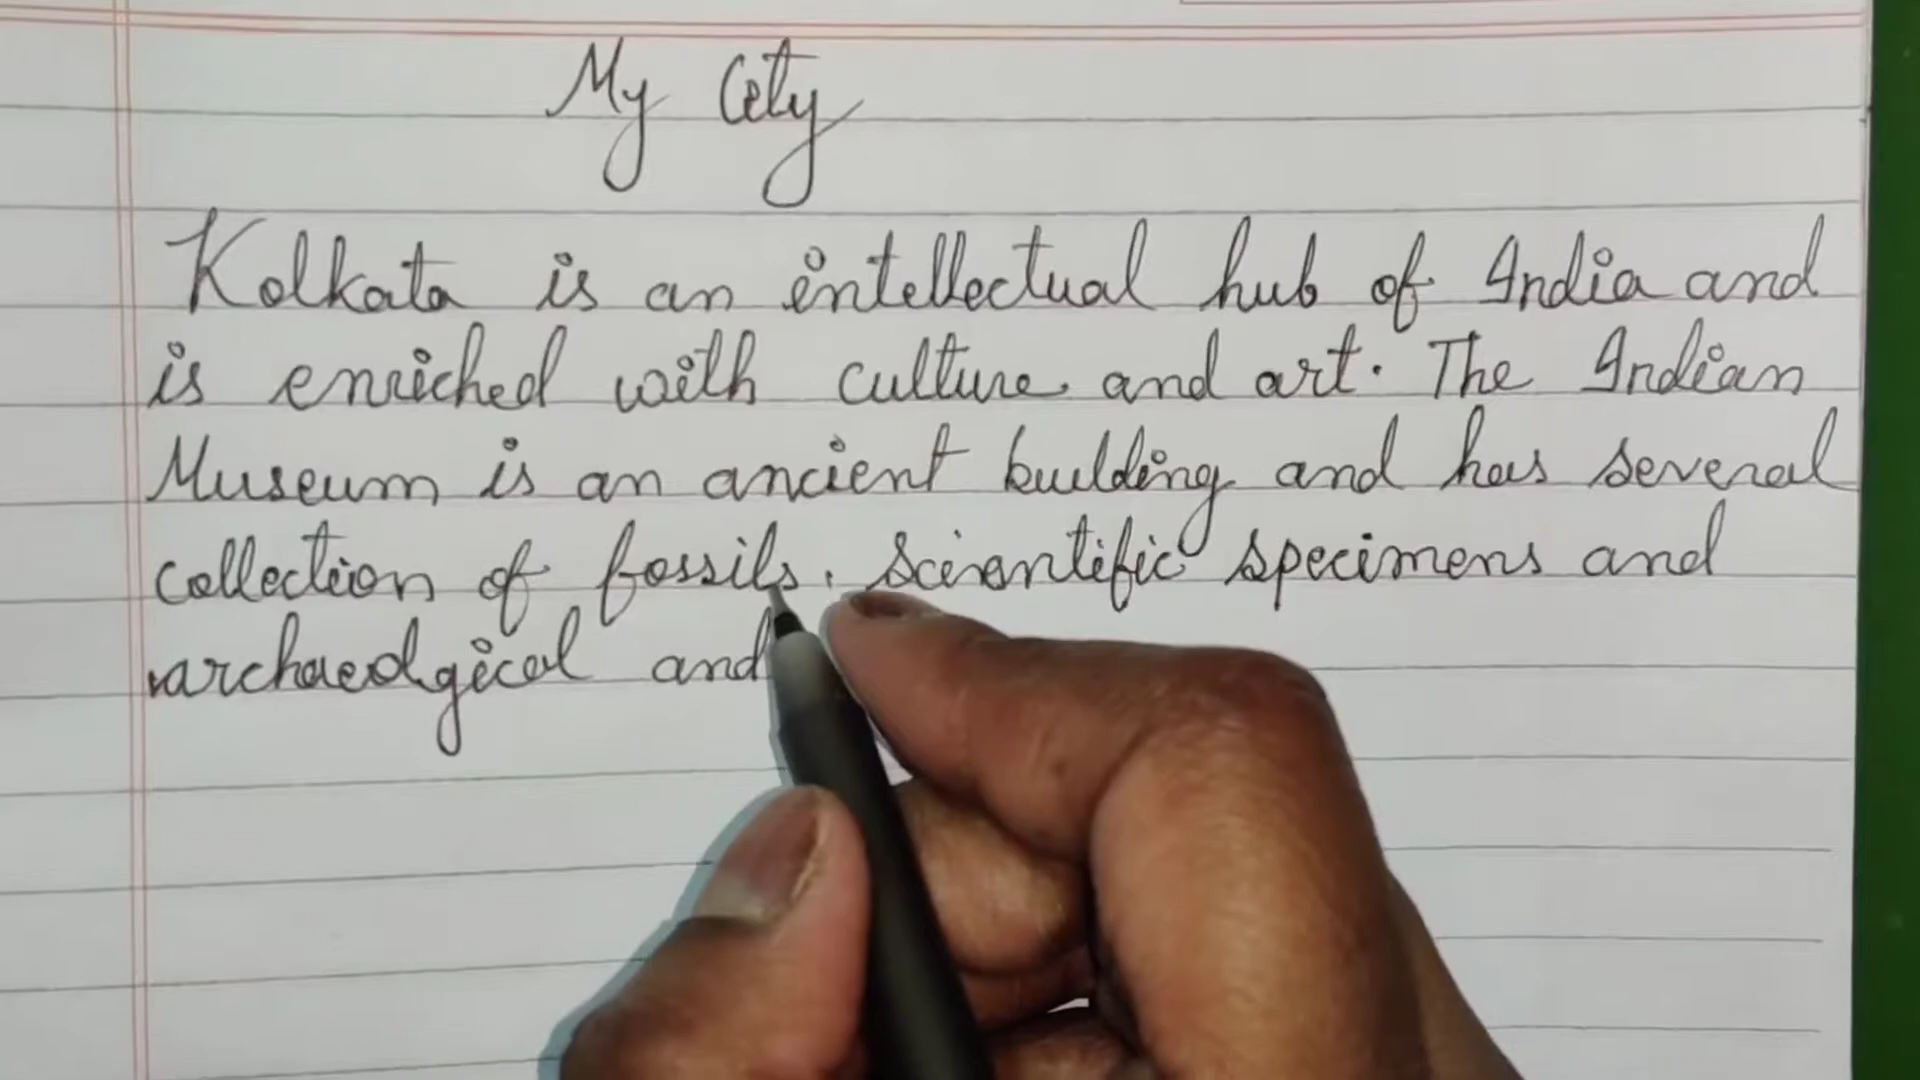 My City
Kolkata is an intellectual hub of India and
is enriched with culture and art. The Indian
Museum is an ancient building and has several
collection of fossils, scientific specimens and
archaeolgical and